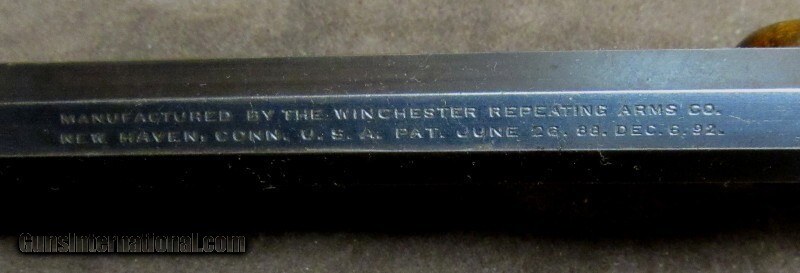 MANUFACTURED BY THE WINCHESTER REPEATING ARMS CO.
NEW HAVEN, CONN. U.S.A. PAT. JUNE 26. 88. DEC. 6. 92.
GunsInternational.com